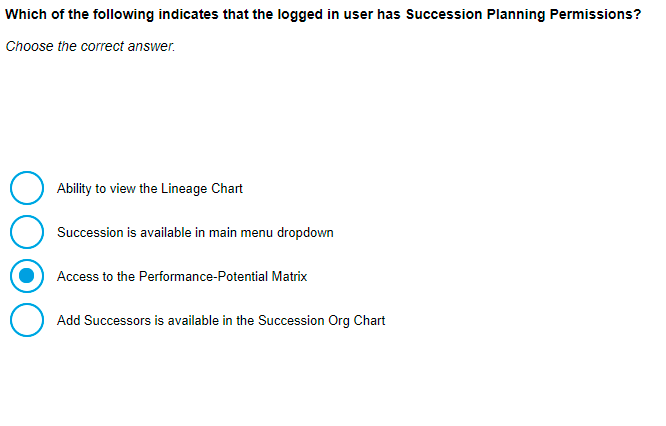 Which of the following indicates that the logged in user has Succession Planning Permissions?
Choose the correct answer.
Ability to view the Lineage Chart
Succession is available in main menu dropdown
Access to the Performance-Potential Matrix
Add Successors is available in the Succession Org Chart